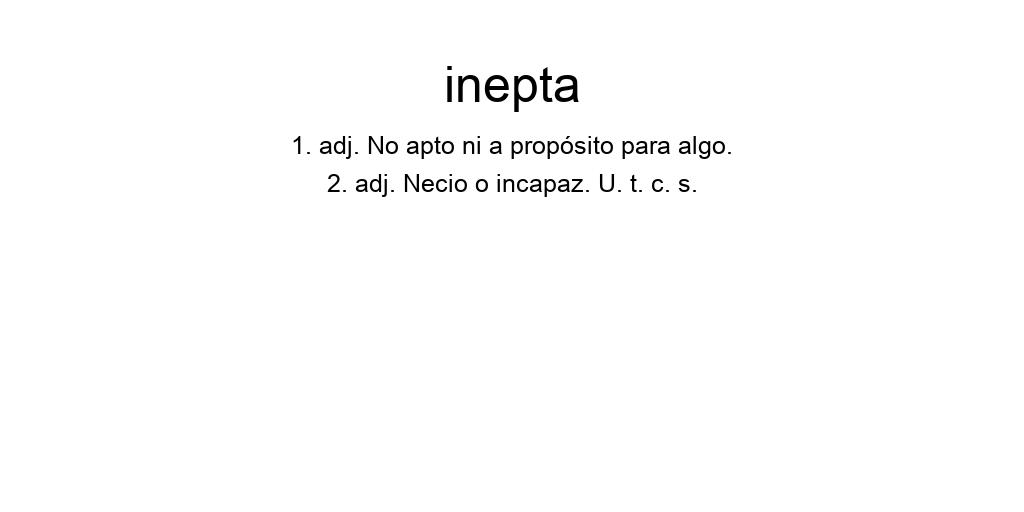 inepta
1. adj. No apto ni a propósito para algo.
2. adj. Necio o incapaz. U. t. c. s.